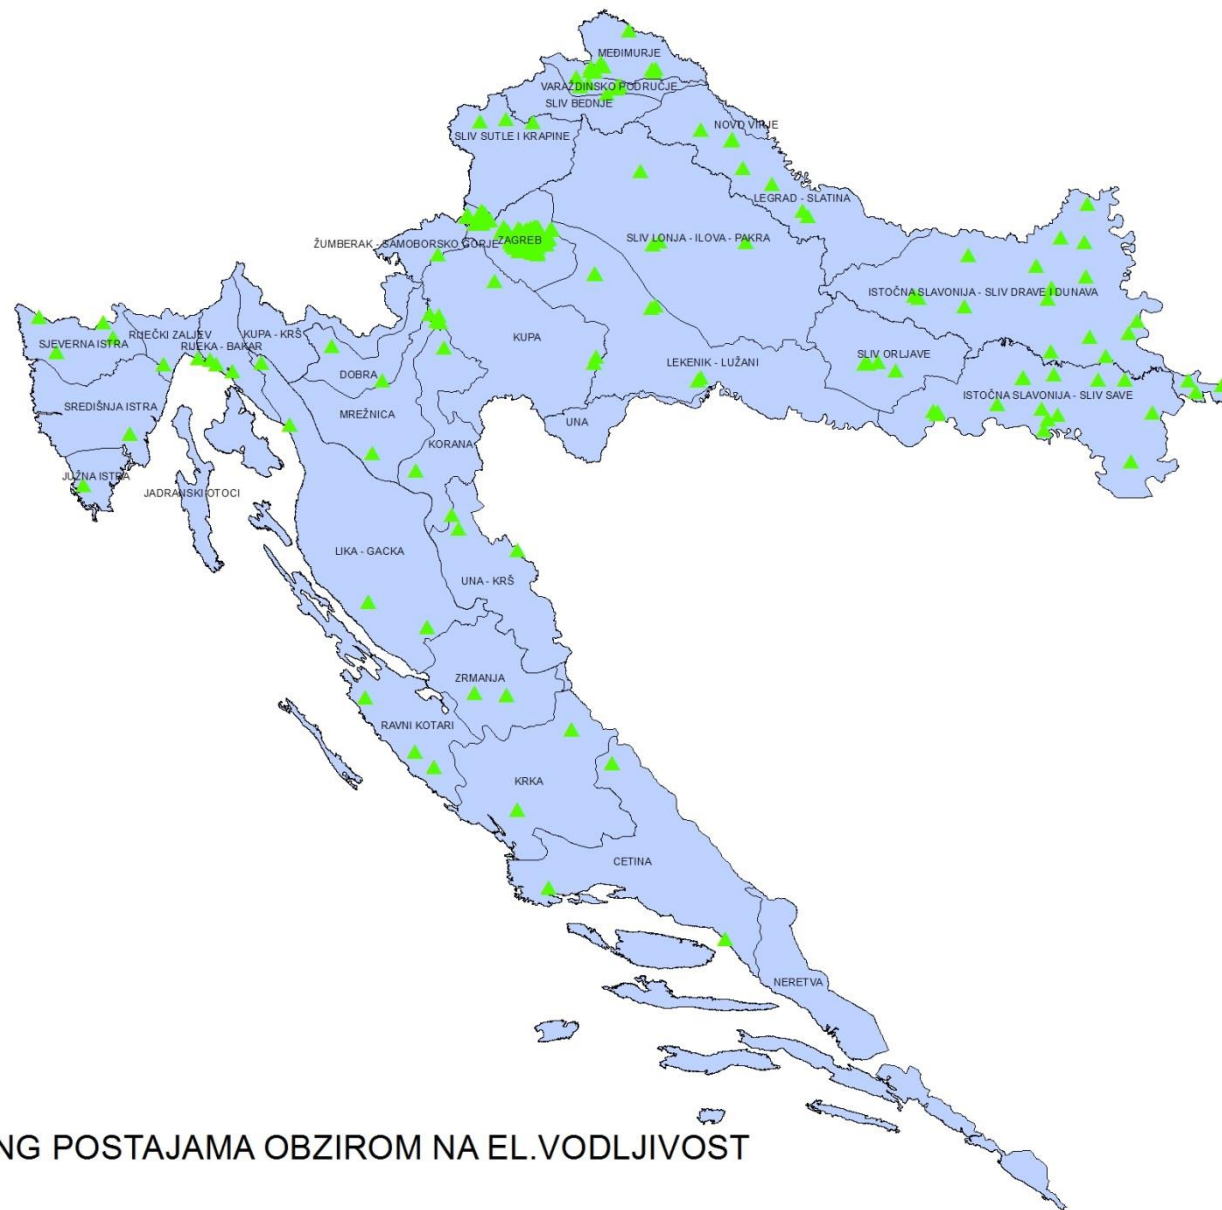 MEĐIMURJE
VARAŽDINSKO PODRUČJE
SLIV BEDNJE
NOVO VIRJE
SLIV SUTLE I KRAPINE
LEGRAD - SLATINA
ZAGREB
SLIV LONJA - ILOVA - PAKRA
ŽUMBERAK - SAMOBORSKO GORJE
ISTOČNA SLAVONIJA - SLIV DRAVE I DUNAVA
RIJEČKI ZALJEV
KUPA - KRŠ
KUPA
SJEVERNA ISTRA
RIJEKA - BAKAR
SLIV ORLJAVE
LEKENIK - LUŽANI
DOBRA
ISTOČNA SLAVONIJA - SLIV SAVE
SREDIŠNJA ISTRA
MREŽNICA
UNA
KORANA
JUŽNA ISTRA
JADRANSKI OTOCI
LIKA - GACKA
UNA - KRŠ
ZRMANJA
RAVNI KOTARI
KRKA
CETINA
NERETVA
NG POSTAJAMA OBZIROM NA EL.VODLJIVOST